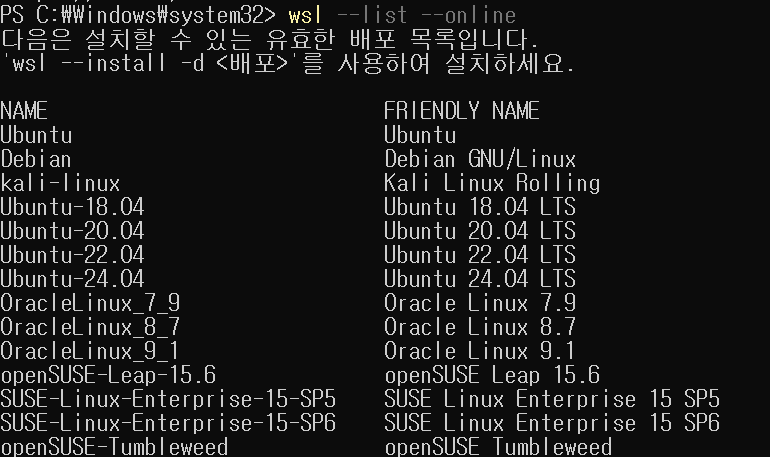 PS C:₩Windows₩system32> wsl --list --online
다음은 설치할 수 있는 유효한 배포 목록입니다.
'wsl --install -d <배포>'를 사용하여 설치하세요.
NAME FRIENDLY NAME
Ubuntu Ubuntu
Debian Debian GNU/Linux
kali-linux Kali Linux Rolling
Ubuntu-18.04 Ubuntu 18.04 LTS
Ubuntu-20.04 Ubuntu 20.04 LTS
Ubuntu-22.04 Ubuntu 22.04 LTS
Ubuntu-24.04 Ubuntu 24.04 LTS
OracleLinux_7_9 Oracle Linux 7.9
OracleLinux_8_7 Oracle Linux 8.7
OracleLinux_9_1 Oracle Linux 9.1
openSUSE-Leap-15.6 openSUSE Leap 15.6
SUSE-Linux-Enterprise-15-SP5 SUSE Linux Enterprise 15 SP5
SUSE-Linux-Enterprise-15-SP6 SUSE Linux Enterprise 15 SP6
openSUSE-Tumbleweed openSUSE Tumbleweed